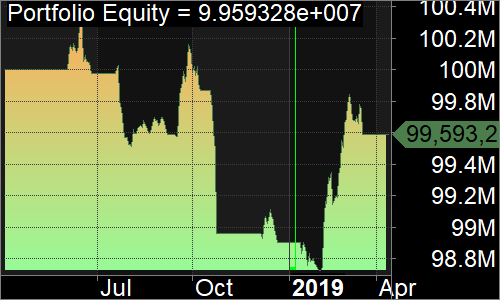 Portfolio Equity = 9.959328e+007
100.4M
100.2M
100M
99.8M
99,593,2
99.4M
99.2M
99M
98.8M
Jul Oct 2019 Apr